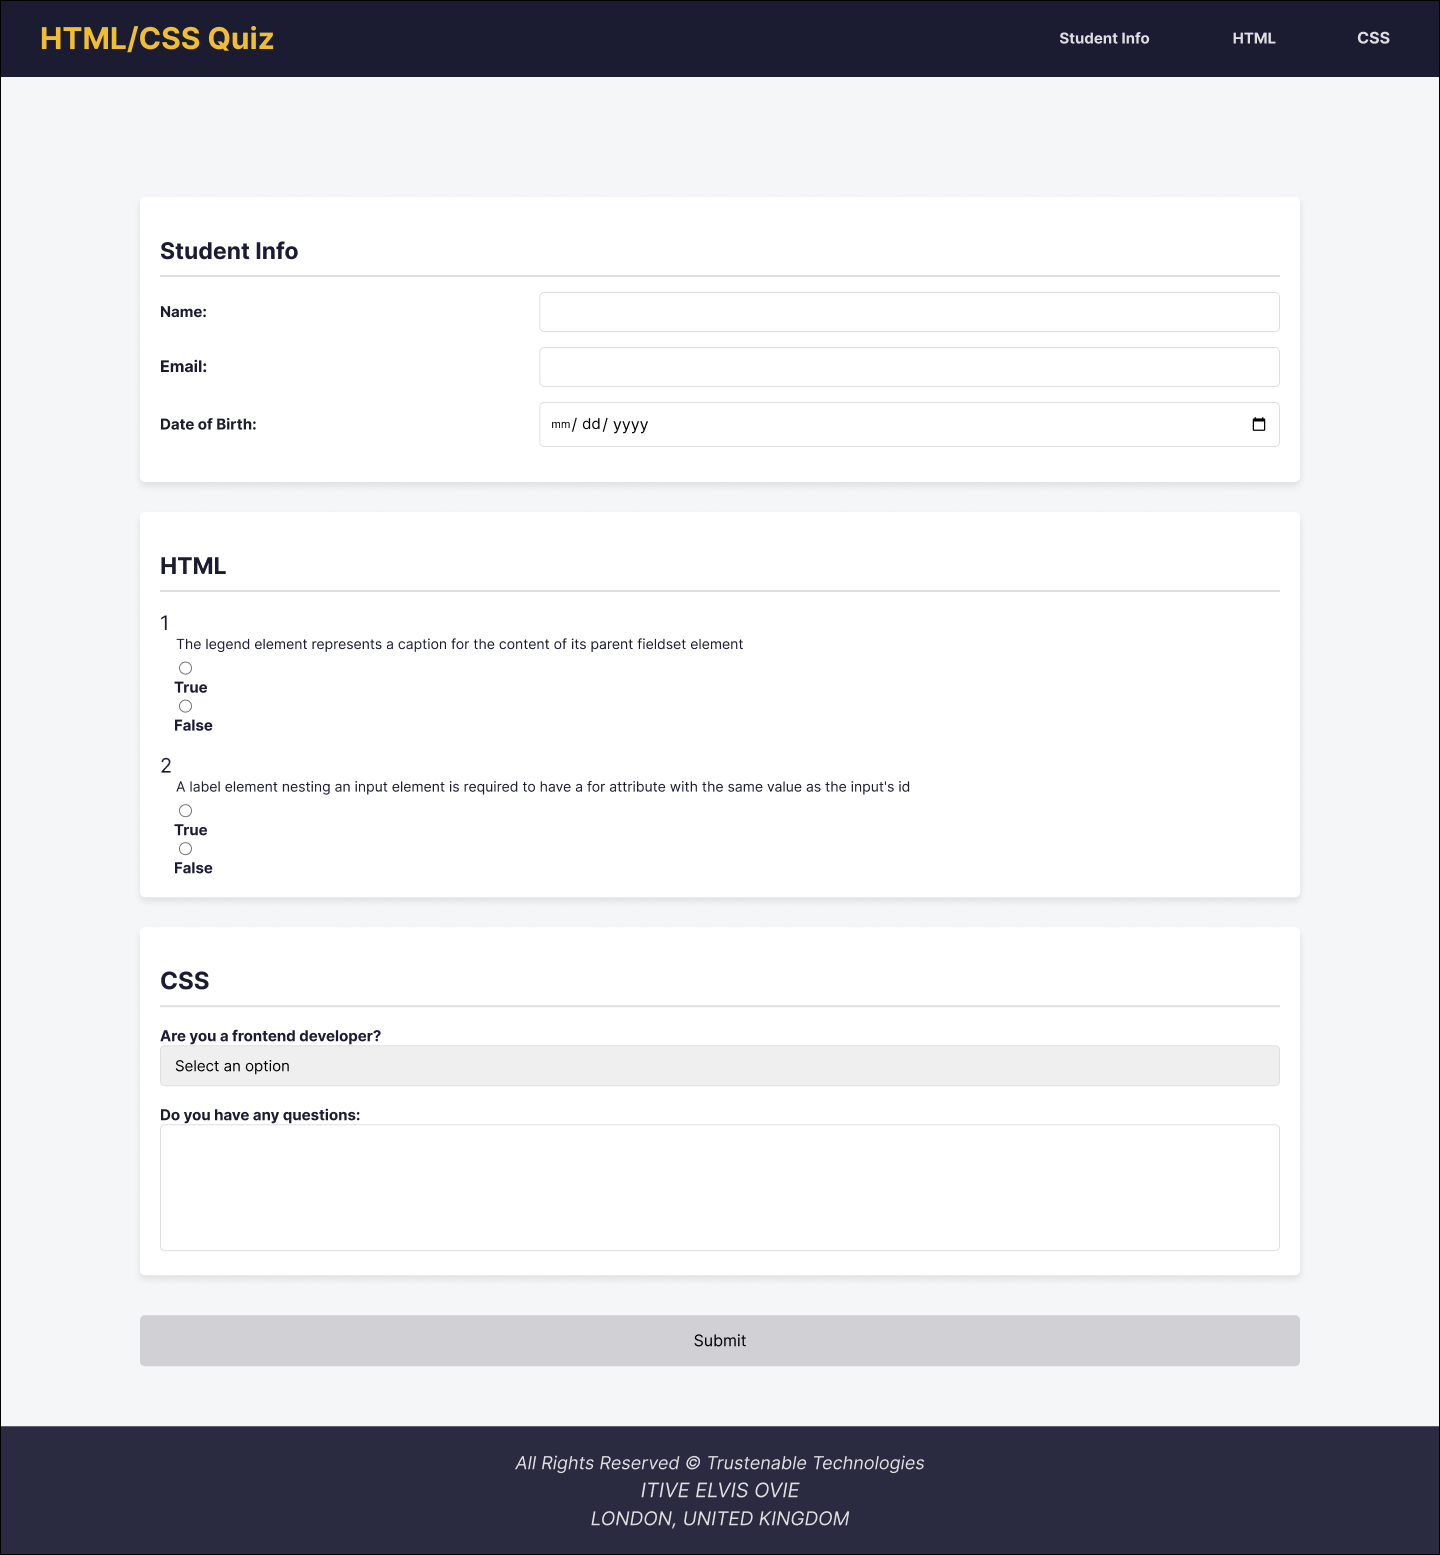 HTML/CSS Quiz
Student Info
HTML
CSS
Student Info
Name:
Email:
Date of Birth:
mm/ dd/ yyyy
HTML
1
The legend element represents a caption for the content of its parent fieldset element
True
False
2
A label element nesting an input element is required to have a for attribute with the same value as the input's id
True
False
CSS
Are you a frontend developer?
Select an option
Do you have any questions:
Submit
All Rights Reserved © Trustenable Technologies
ITIVE ELVIS OVIE
LONDON, UNITED KINGDOM